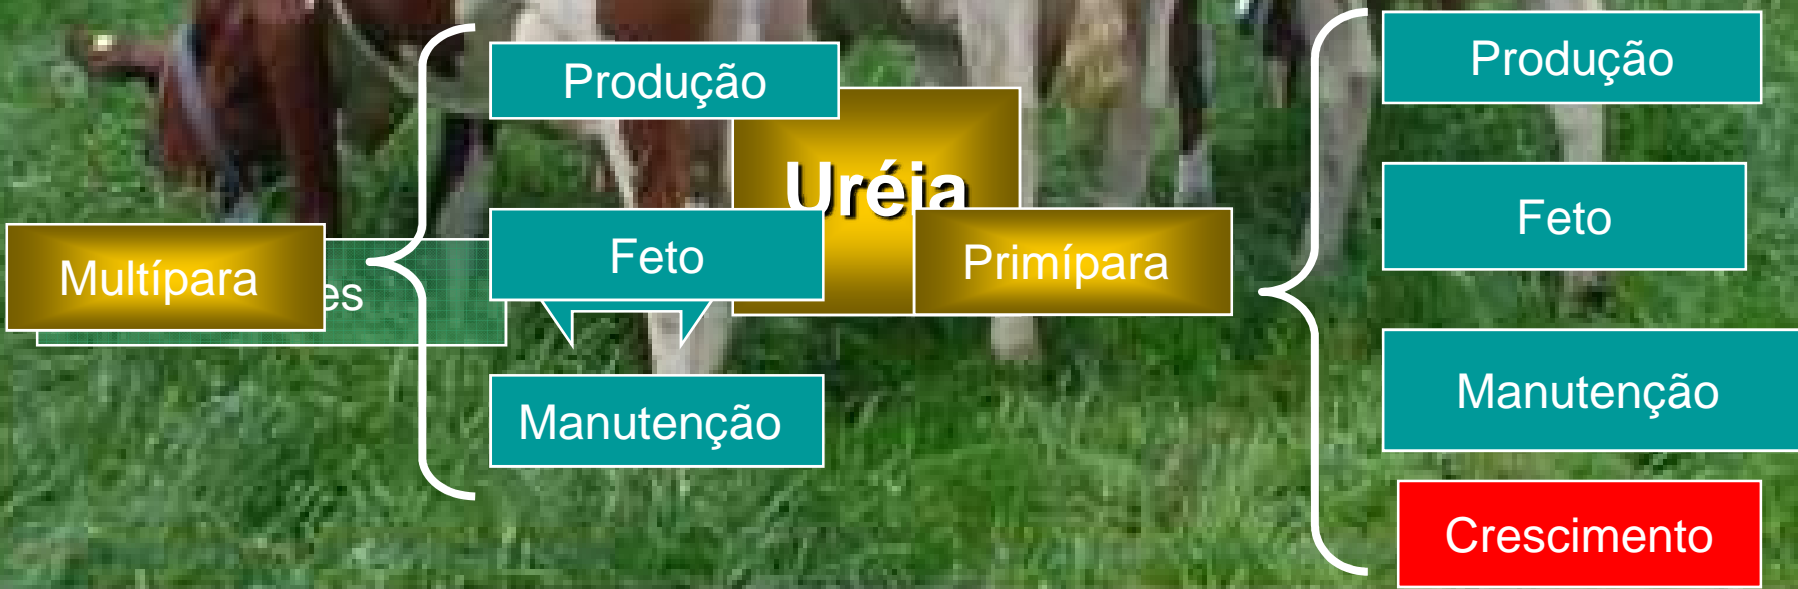 Multípara
Produção
Feto
Manutenção
Uréia
Primípara
Produção
Feto
Manutenção
Crescimento